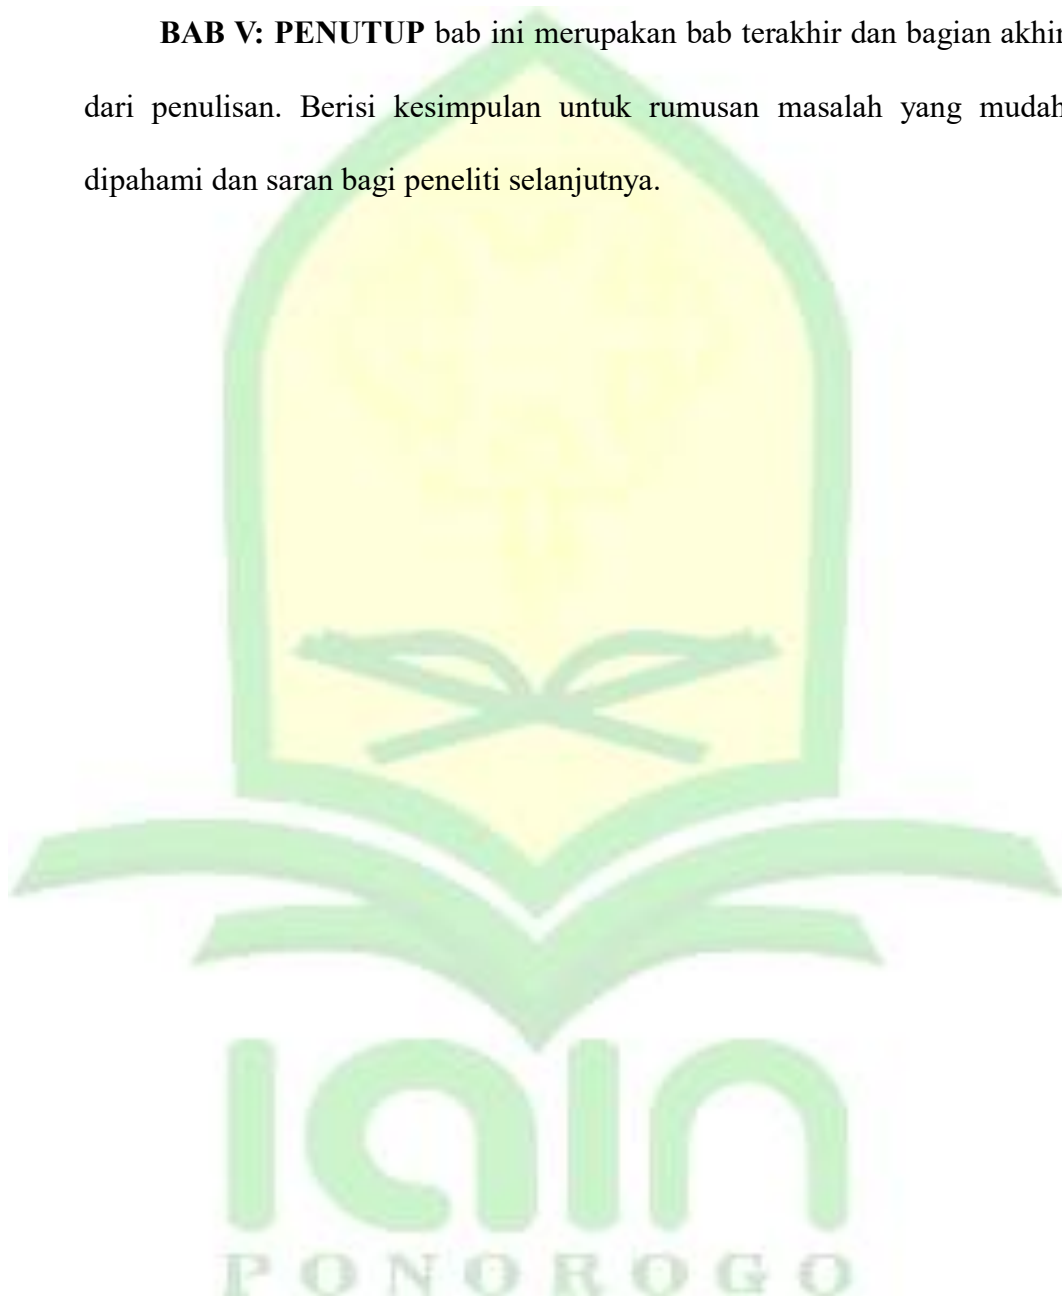 BAB V: PENUTUP bab ini merupakan bab terakhir dan bagian akhir
dari penulisan. Berisi kesimpulan untuk rumusan masalah yang mudah
dipahami dan saran bagi peneliti selanjutnya.
iain
PONOROGO